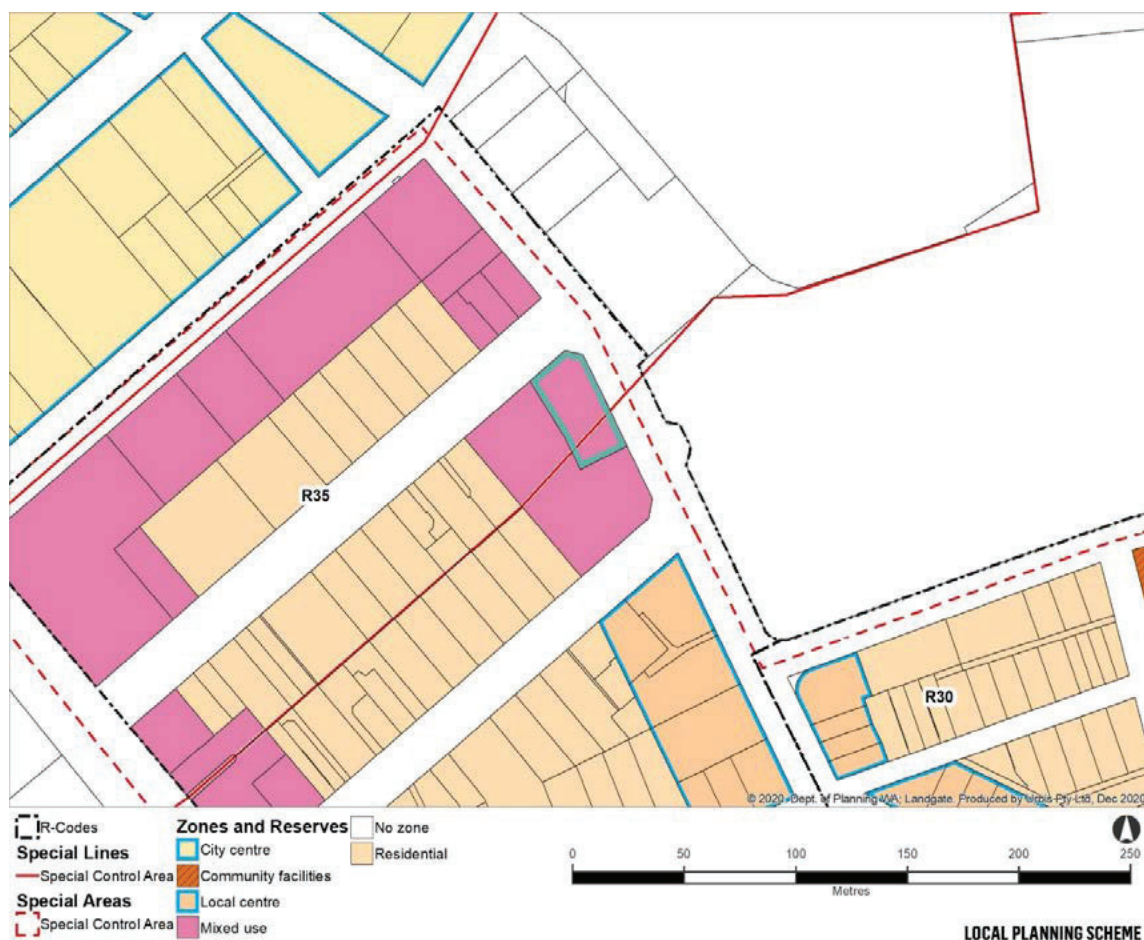 R35
R30
© 2020. Dept. of Planning WA; Landgate. Produced by Urbis Pty Ltd, Dec 2020
R-Codes
Special Lines
Special Control Area
Special Areas
Special Control Area
Zones and Reserves
City centre
Community facilities
Local centre
Mixed use
No zone
Residential
0 50 100 150 200 250
Metres
LOCAL PLANNING SCHEME